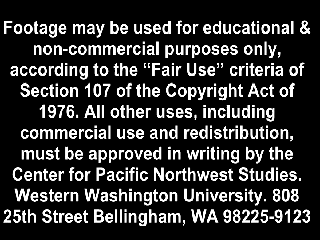 Footage may be used for educational &
non-commercial purposes only,
according to the “Fair Use” criteria of
Section 107 of the Copyright Act of
1976. All other uses, including
commercial use and redistribution,
must be approved in writing by the
Center for Pacific Northwest Studies.
Western Washington University. 808
25th Street Bellingham, WA 98225-9123